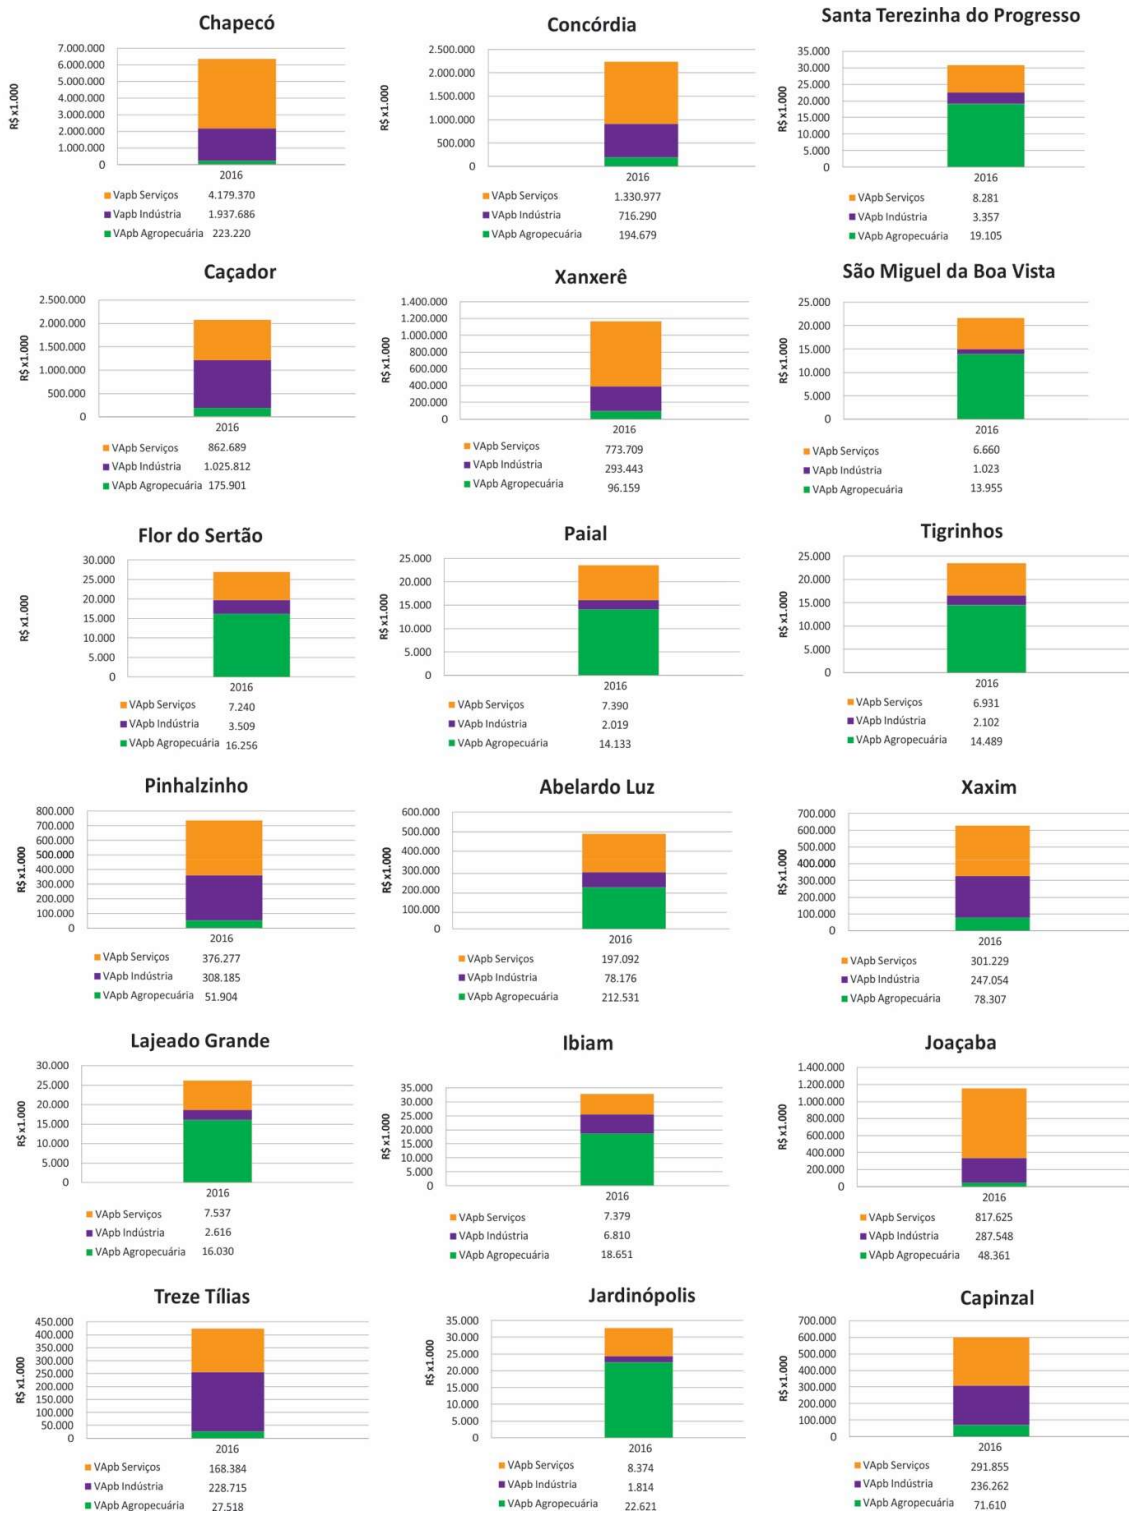 Chapecó
R$ x1.000
7.000.000
6.000.000
5.000.000
4.000.000
3.000.000
2.000.000
1.000.000
0
2016
Vapb Serviços 4.179.370
Vapb Indústria 1.937.686
VApb Agropecuária 223.220
Concórdia
R$ x1.000
2.500.000
2.000.000
1.500.000
1.000.000
500.000
0
2016
VApb Serviços 1.330.977
VApb Indústria 716.290
VApb Agropecuária 194.679
Santa Terezinha do Progresso
R$ x1.000
35.000
30.000
25.000
20.000
15.000
10.000
5.000
0
2016
VApb Serviços 8.281
VApb Indústria 3.357
VApb Agropecuária 19.105
Caçador
R$ x1.000
2.500.000
2.000.000
1.500.000
1.000.000
500.000
0
2016
VApb Serviços 862.689
VApb Indústria 1.025.812
VApb Agropecuária 175.901
Xanxerê
R$ x1.000
1.400.000
1.200.000
1.000.000
800.000
600.000
400.000
200.000
0
2016
VApb Serviços 773.709
VApb Indústria 293.443
VApb Agropecuária 96.159
São Miguel da Boa Vista
R$ x1.000
25.000
20.000
15.000
10.000
5.000
0
2016
VApb Serviços 6.660
VApb Indústria 1.023
VApb Agropecuária 13.955
Flor do Sertão
R$ x1.000
30.000
25.000
20.000
15.000
10.000
5.000
0
2016
VApb Serviços 7.240
VApb Indústria 3.509
VApb Agropecuária 16.256
Paial
R$ x1.000
25.000
20.000
15.000
10.000
5.000
0
2016
VApb Serviços 7.390
VApb Indústria 2.019
VApb Agropecuária 14.133
Tigrinhos
R$ x1.000
25.000
20.000
15.000
10.000
5.000
0
2016
VApb Serviços 6.931
VApb Indústria 2.102
VApb Agropecuária 14.489
Pinhalzinho
R$ x1.000
800.000
700.000
600.000
500.000
400.000
300.000
200.000
100.000
0
2016
VApb Serviços 376.277
VApb Indústria 308.185
VApb Agropecuária 51.904
Abelardo Luz
R$ x1.000
600.000
500.000
400.000
300.000
200.000
100.000
0
2016
VApb Serviços 197.092
VApb Indústria 78.176
VApb Agropecuária 212.531
Xaxim
R$ x1.000
700.000
600.000
500.000
400.000
300.000
200.000
100.000
0
2016
VApb Serviços 301.229
VApb Indústria 247.054
VApb Agropecuária 78.307
Lajeado Grande
R$ x1.000
30.000
25.000
20.000
15.000
10.000
5.000
0
2016
VApb Serviços 7.537
VApb Indústria 2.616
VApb Agropecuária 16.030
Ibiam
R$ x1.000
35.000
30.000
25.000
20.000
15.000
10.000
5.000
0
2016
VApb Serviços 7.379
VApb Indústria 6.810
VApb Agropecuária 18.651
Joaçaba
R$ x1.000
1.400.000
1.200.000
1.000.000
800.000
600.000
400.000
200.000
0
2016
VApb Serviços 817.625
VApb Indústria 287.548
VApb Agropecuária 48.361
Treze Tílias
R$ x1.000
450.000
400.000
350.000
300.000
250.000
200.000
150.000
100.000
50.000
0
2016
VApb Serviços 168.384
VApb Indústria 228.715
VApb Agropecuária 27.518
Jardinópolis
R$ x1.000
35.000
30.000
25.000
20.000
15.000
10.000
5.000
0
2016
VApb Serviços 8.374
VApb Indústria 1.814
VApb Agropecuária 22.621
Capinzal
R$ x1.000
700.000
600.000
500.000
400.000
300.000
200.000
100.000
0
2016
VApb Serviços 291.855
VApb Indústria 236.262
VApb Agropecuária 71.610